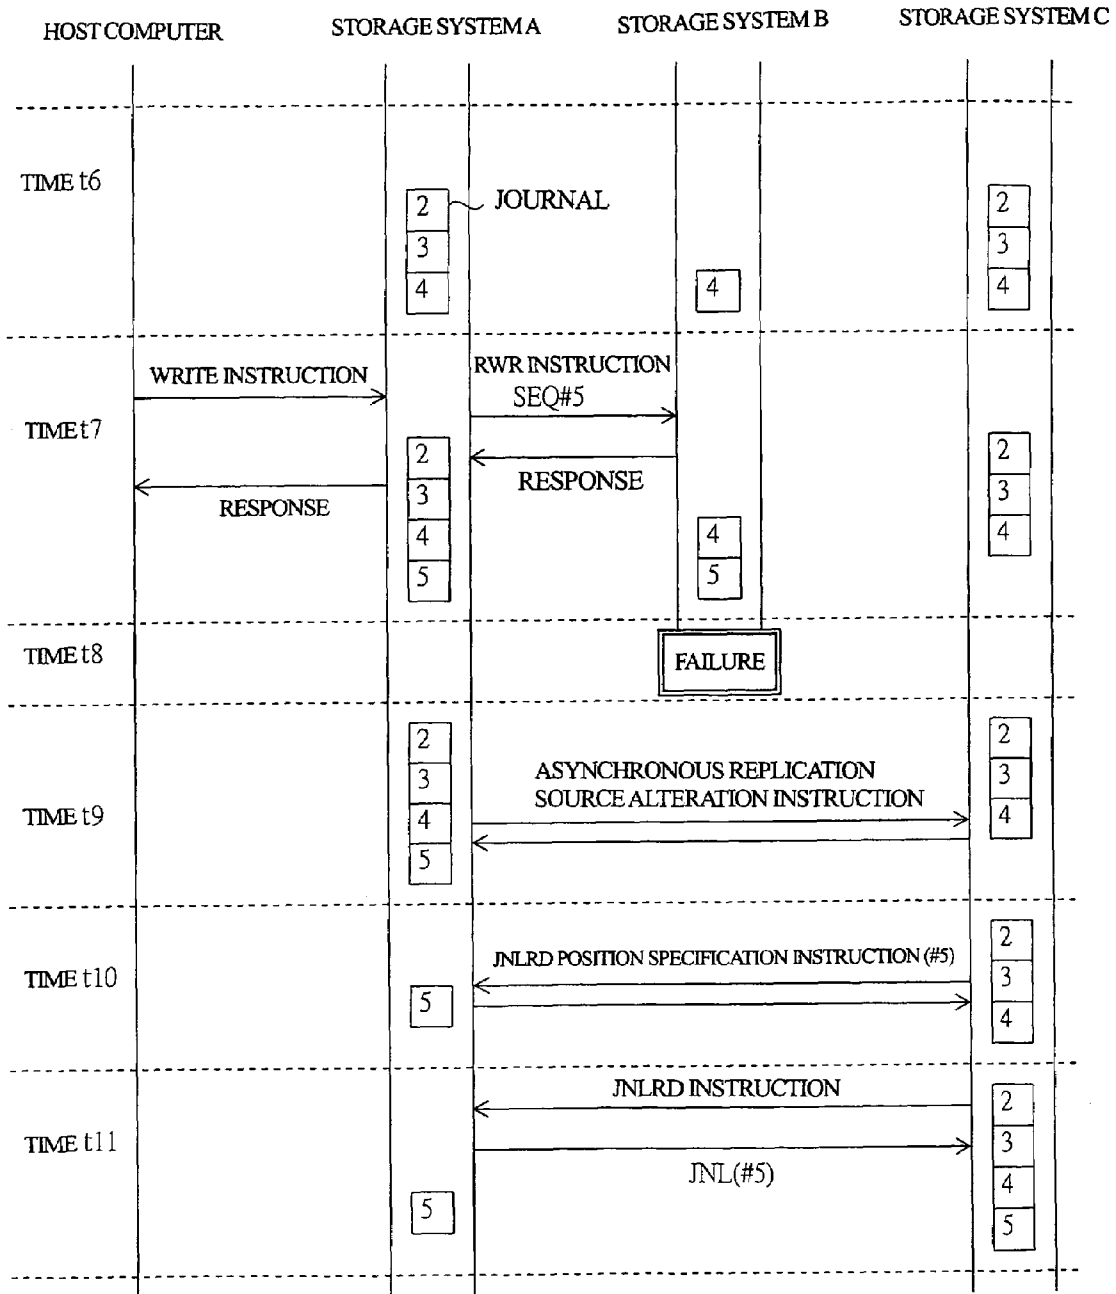 HOST COMPUTER STORAGE SYSTEM A STORAGE SYSTEM B STORAGE SYSTEM C
TIME t6
2 JOURNAL 2
3 3
4 4 4
WRITE INSTRUCTION RWR INSTRUCTION
SEQ#5
TIME t7
2 RESPONSE 2
RESPONSE 3 3
4 4 4
5 5
TIME t8 FAILURE
2 2
3 ASYNCHRONOUS REPLICATION 3
SOURCE ALTERATION INSTRUCTION
TIME t9 4 4
5
2
JNLRD POSITION SPECIFICATION INSTRUCTION (#5)
TIME t10 3
5 4
JNLRD INSTRUCTION 2
TIME t11 3
JNL(#5)
4
5 5